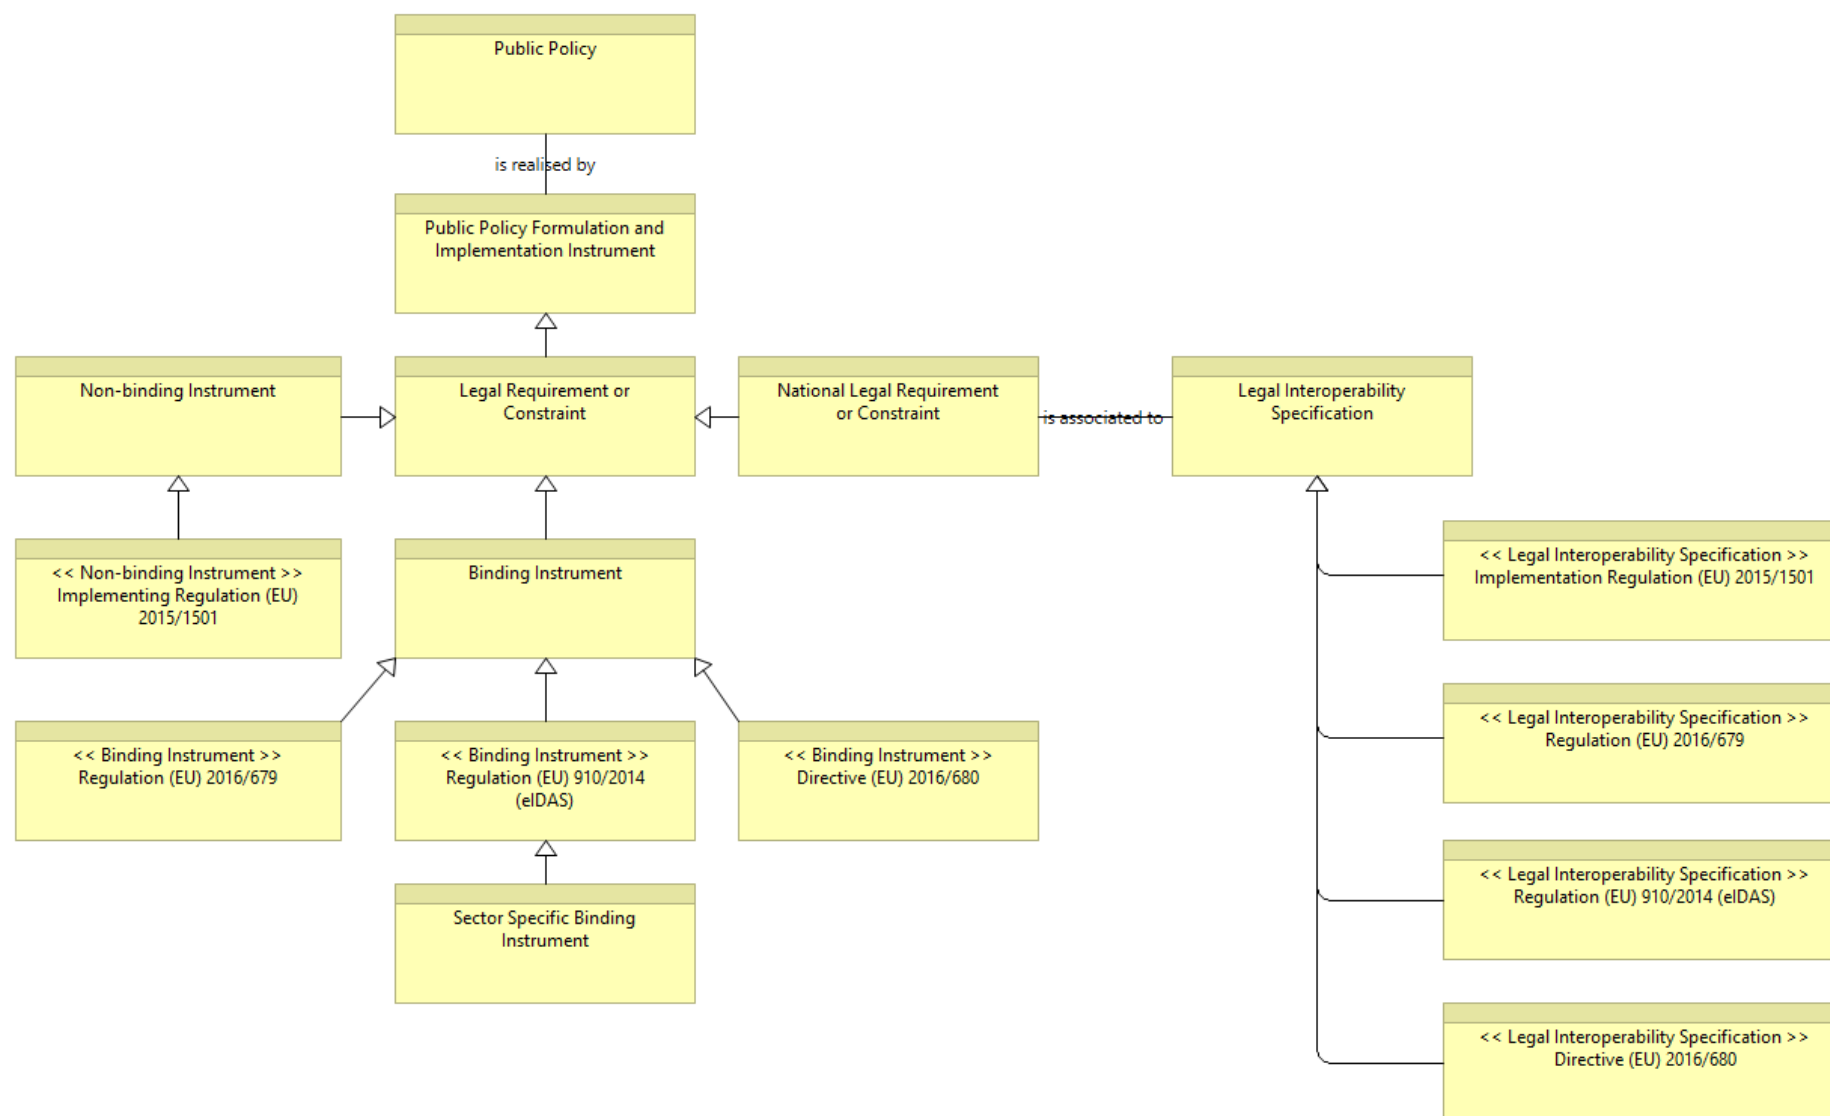 Public Policy
is realised by
Public Policy Formulation and
Implementation Instrument
Non-binding Instrument
Legal Requirement or
Constraint
National Legal Requirement
or Constraint
is associated to
Legal Interoperability
Specification
<< Non-binding Instrument >>
Implementing Regulation (EU)
2015/1501
Binding Instrument
<< Legal Interoperability Specification >>
Implementation Regulation (EU) 2015/1501
<< Binding Instrument >>
Regulation (EU) 2016/679
<< Binding Instrument >>
Regulation (EU) 910/2014
(eIDAS)
<< Binding Instrument >>
Directive (EU) 2016/680
<< Legal Interoperability Specification >>
Regulation (EU) 2016/679
Sector Specific Binding
Instrument
<< Legal Interoperability Specification >>
Regulation (EU) 910/2014 (eIDAS)
<< Legal Interoperability Specification >>
Directive (EU) 2016/680